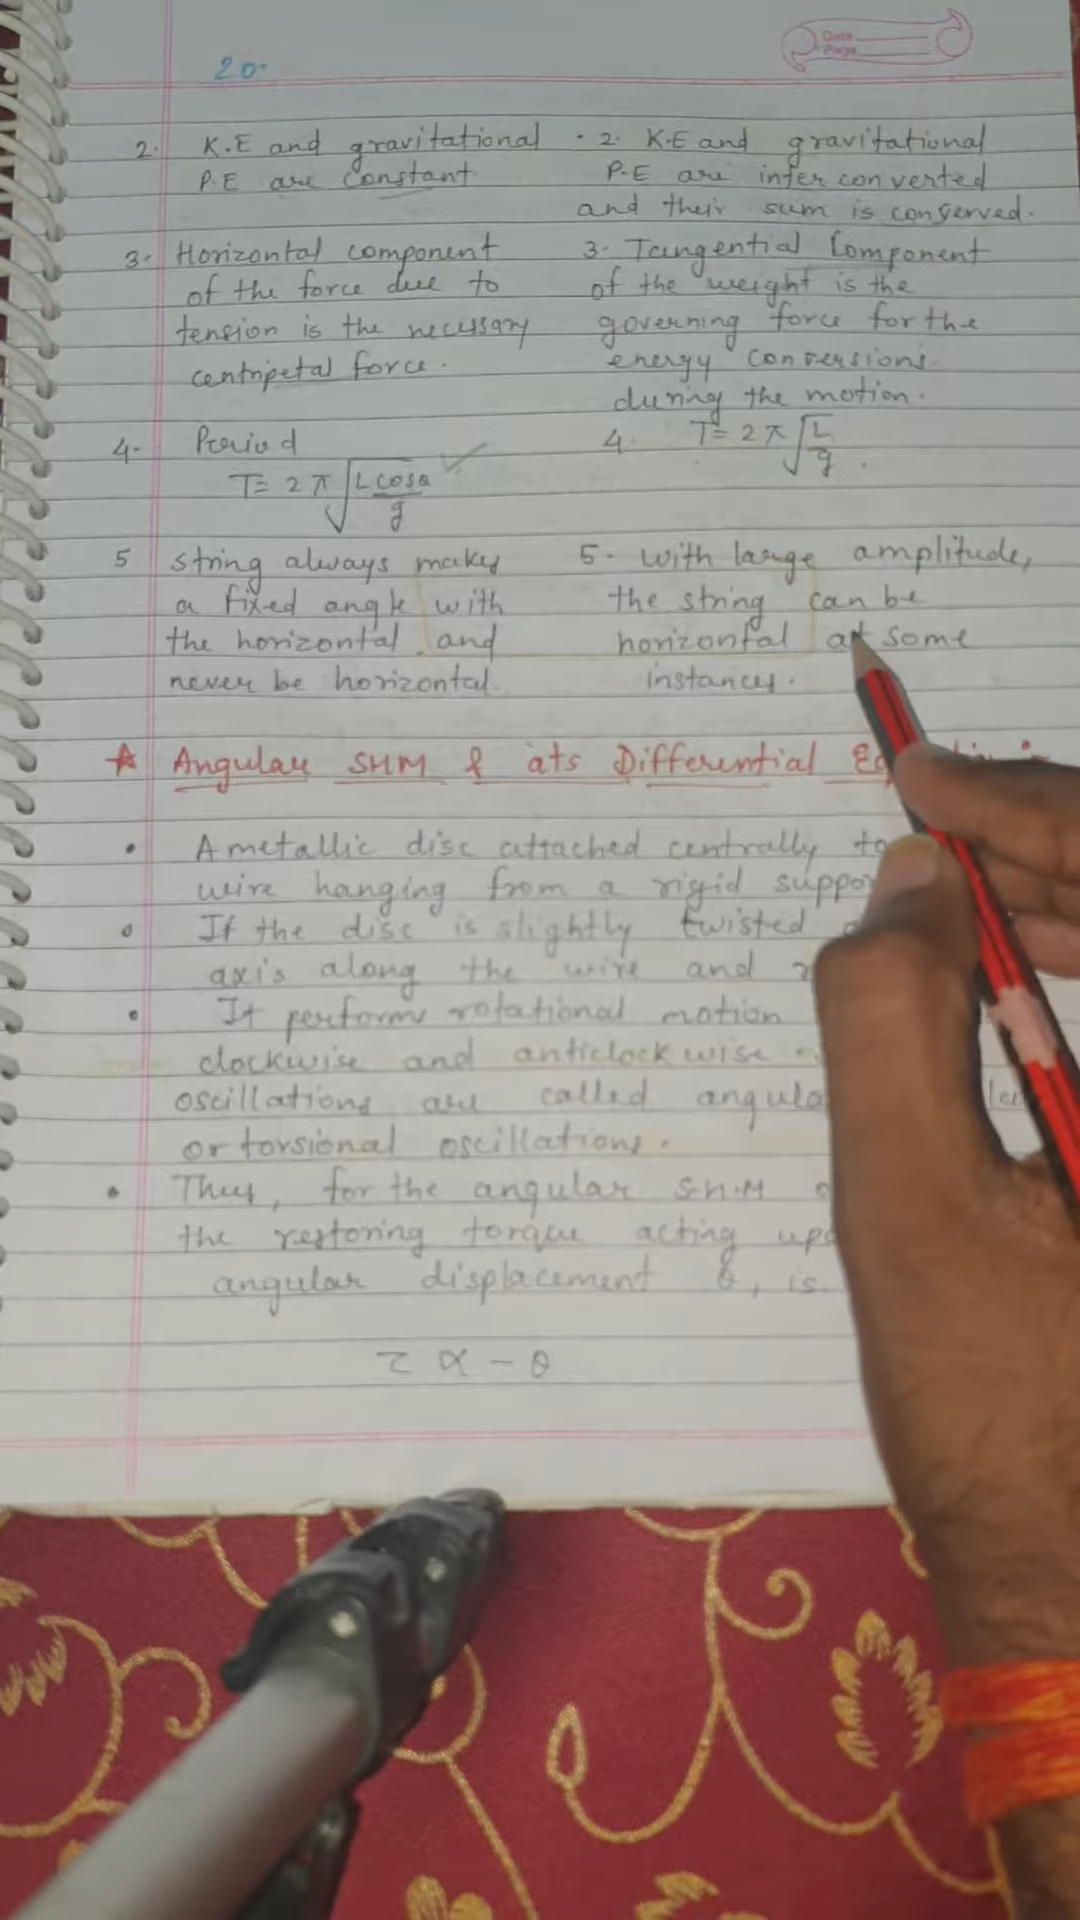 Date
Page
20.
2. K.E and gravitational
P.E are constant
2. K.E and gravitational
P.E are inter converted
and their sum is conserved.
3. Horizontal component
of the force due to
tension is the necessary
centripetal force.
3. Tangential Component
of the weight is the
governing force for the
energy conversions
during the motion.
4. Period
T = 2π √(L cosθ/g)
4. T = 2π √(L/g).
5 string always makes
a fixed angle with
the horizontal and
never be horizontal.
5. with large amplitude,
the string can be
horizontal at some
instances.
Angular SHM & its Differential
A metallic disc attached centrally to
wire hanging from a rigid
If the disc is slightly twisted
axis along the wire and
It performs rotational motion
clockwise and anticlockwise
oscillations are called
or torsional oscillations.
Thus, for the angular S.H.M
the restoring torque acting
angular displacement θ, is
τ α - θ